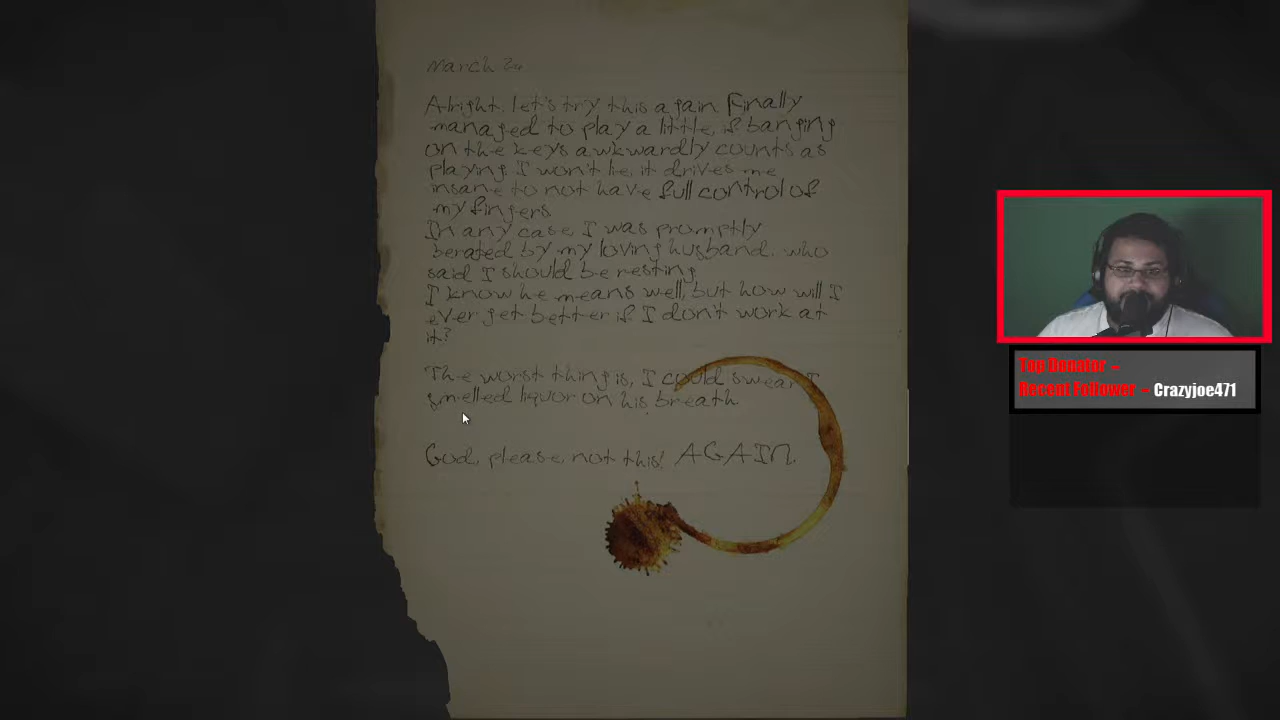 March 24
Alright. Let's try this again Finally
managed to play a little, if banging
on the keys awkwardly counts as
playing I won't lie, it drives me
insane to not have full control of
my fingers
In any case, I was promptly
berated by my loving husband. who
said I should be resting
I know he means well, but how will I
ever get better if I don't work at
it?
The worst thing is, I could swear I
smelled liquor on his breath
God, please, not this! AGAIN.
Top Donator -
Recent Follower - Crazyjoe471